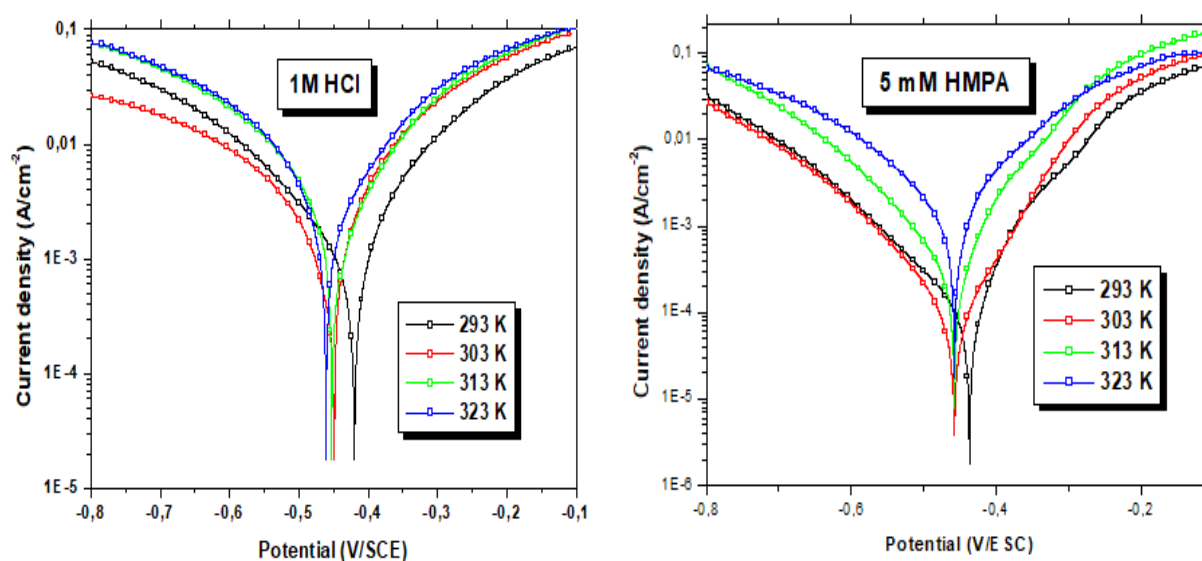 0,1
0,01
1E-3
1E-4
1E-5
-0,8
-0,7
-0,6
-0,5
-0,4
-0,3
-0,2
-0,1
Current density (A/cm⁻²)
Potential (V/SCE)
1M HCl
293 K
303 K
313 K
323 K
0,1
0,01
1E-3
1E-4
1E-5
1E-6
-0,8
-0,6
-0,4
-0,2
Current density (A/cm⁻²)
Potential (V/E SC)
5 mM HMPA
293 K
303 K
313 K
323 K